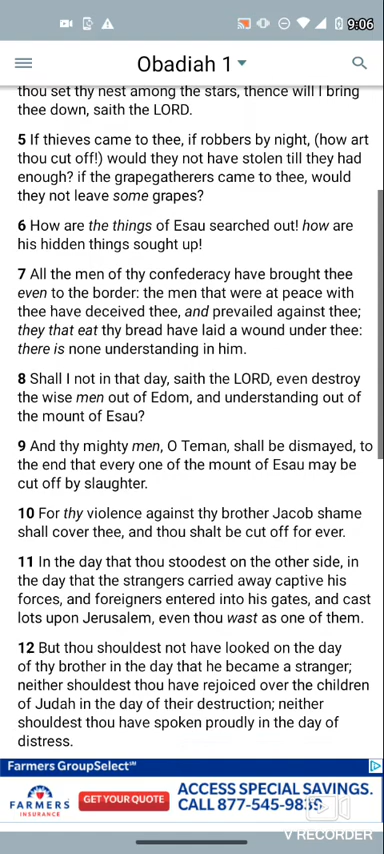 9:06
Obadiah 1
thou set thy nest among the stars, thence will I bring
thee down, saith the LORD.
5 If thieves came to thee, if robbers by night, (how art
thou cut off!) would they not have stolen till they had
enough? if the grapegatherers came to thee, would
they not leave some grapes?
6 How are the things of Esau searched out! how are
his hidden things sought up!
7 All the men of thy confederacy have brought thee
even to the border: the men that were at peace with
thee have deceived thee, and prevailed against thee;
they that eat thy bread have laid a wound under thee:
there is none understanding in him.
8 Shall I not in that day, saith the LORD, even destroy
the wise men out of Edom, and understanding out of
the mount of Esau?
9 And thy mighty men, O Teman, shall be dismayed, to
the end that every one of the mount of Esau may be
cut off by slaughter.
10 For thy violence against thy brother Jacob shame
shall cover thee, and thou shalt be cut off for ever.
11 In the day that thou stoodest on the other side, in
the day that the strangers carried away captive his
forces, and foreigners entered into his gates, and cast
lots upon Jerusalem, even thou wast as one of them.
12 But thou shouldest not have looked on the day
of thy brother in the day that he became a stranger;
neither shouldest thou have rejoiced over the children
of Judah in the day of their destruction; neither
shouldest thou have spoken proudly in the day of
distress.
Farmers GroupSelect℠
FARMERS
INSURANCE
GET YOUR QUOTE
ACCESS SPECIAL SAVINGS.
CALL 877-545-9839
V RECORDER